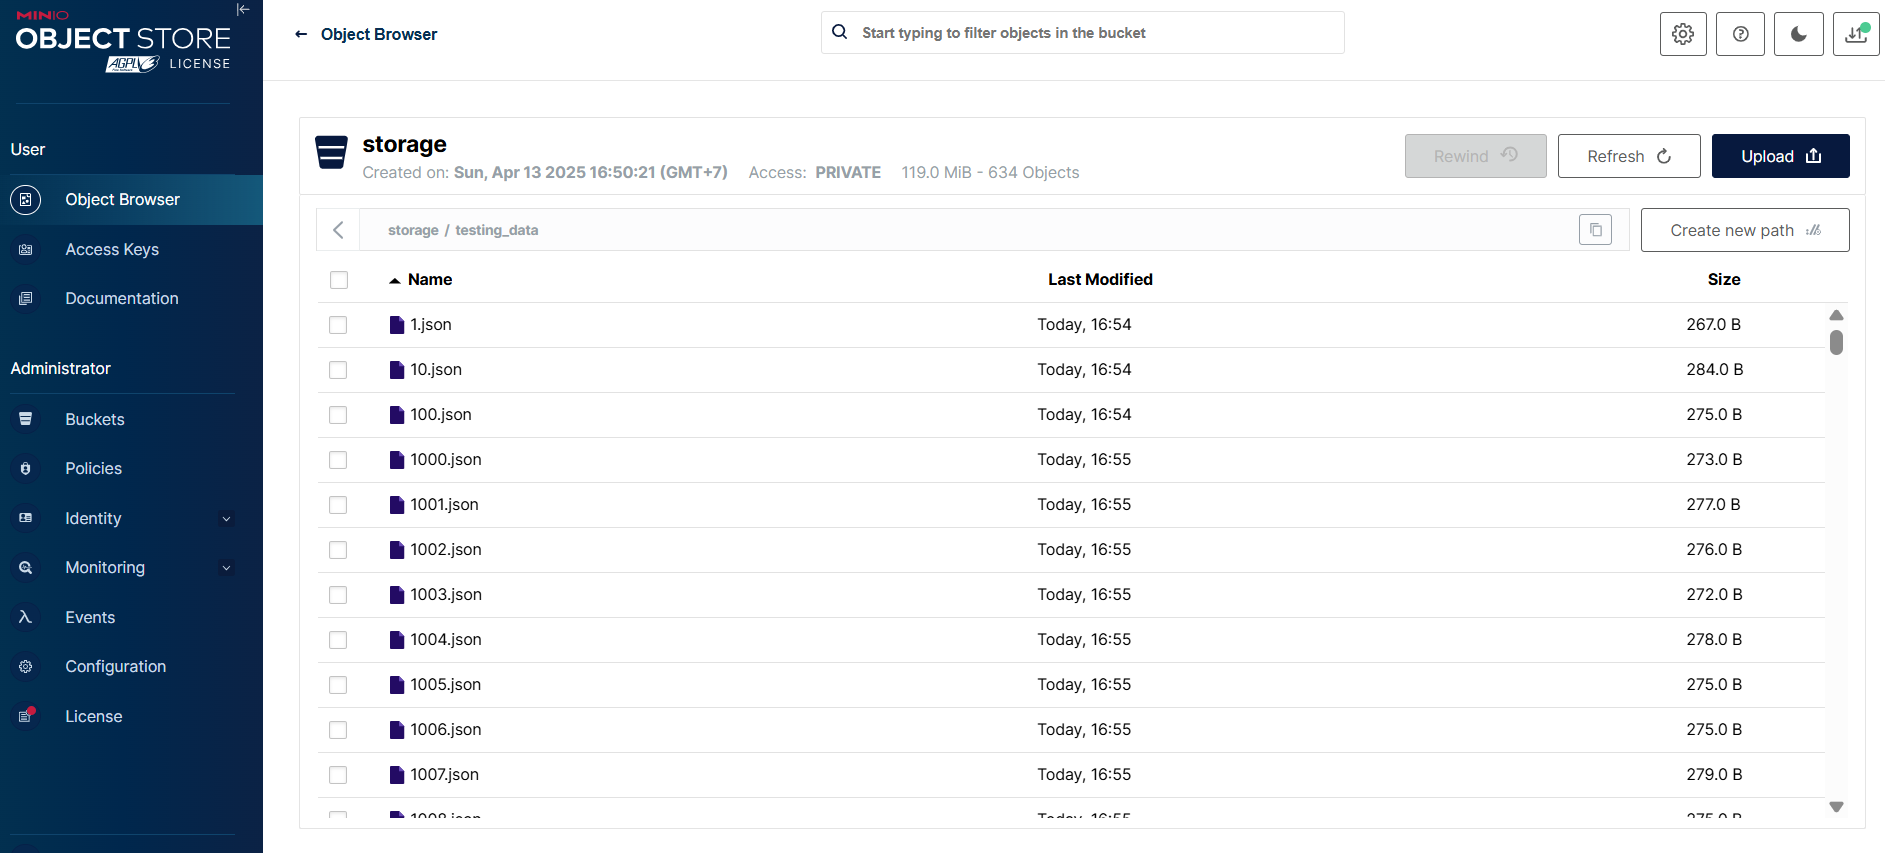 MINIO
OBJECT STORE
AGPLv3 LICENSE
User
Object Browser
Access Keys
Documentation
Administrator
Buckets
Policies
Identity
Monitoring
Events
Configuration
License
Object Browser
Start typing to filter objects in the bucket
storage
Created on: Sun, Apr 13 2025 16:50:21 (GMT+7) Access: PRIVATE 119.0 MiB - 634 Objects
Rewind
Refresh
Upload
storage / testing_data
Create new path
Name Last Modified Size
1.json Today, 16:54 267.0 B
10.json Today, 16:54 284.0 B
100.json Today, 16:54 275.0 B
1000.json Today, 16:55 273.0 B
1001.json Today, 16:55 277.0 B
1002.json Today, 16:55 276.0 B
1003.json Today, 16:55 272.0 B
1004.json Today, 16:55 278.0 B
1005.json Today, 16:55 275.0 B
1006.json Today, 16:55 275.0 B
1007.json Today, 16:55 279.0 B
1008.json Today, 16:55 275.0 B